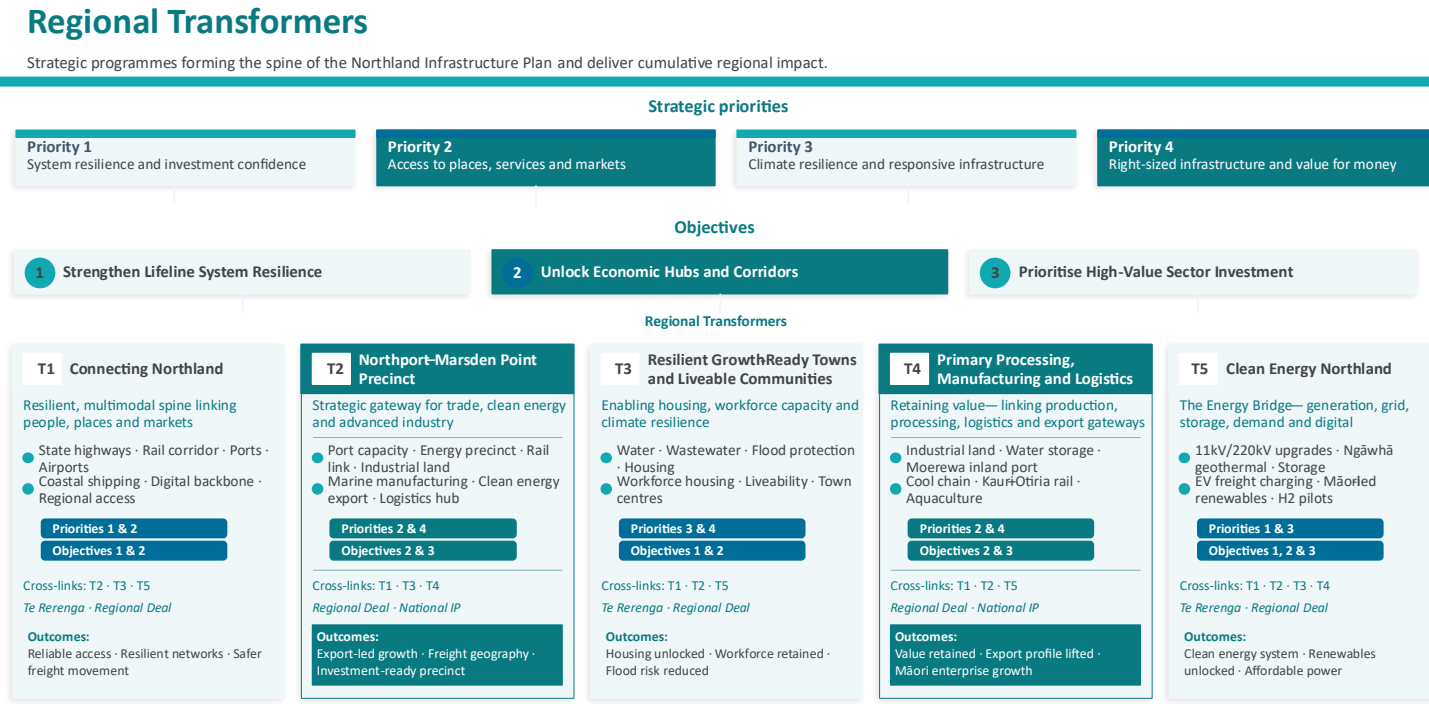 Regional Transformers
Strategic programmes forming the spine of the Northland Infrastructure Plan and deliver cumulative regional impact.
Strategic priorities
Priority 1
System resilience and investment confidence
Priority 2
Access to places, services and markets
Priority 3
Climate resilience and responsive infrastructure
Priority 4
Right-sized infrastructure and value for money
Objectives
1 Strengthen Lifeline System Resilience
2 Unlock Economic Hubs and Corridors
3 Prioritise High-Value Sector Investment
Regional Transformers
T1 Connecting Northland
Resilient, multimodal spine linking
people, places and markets
State highways · Rail corridor · Ports ·
Airports
Coastal shipping · Digital backbone ·
Regional access
Priorities 1 & 2
Objectives 1 & 2
Cross-links: T2 · T3 · T5
Te Rerenga · Regional Deal
Outcomes:
Reliable access · Resilient networks · Safer
freight movement
T2 Northport–Marsden Point
Precinct
Strategic gateway for trade, clean energy
and advanced industry
Port capacity · Energy precinct · Rail
link · Industrial land
Marine manufacturing · Clean energy
export · Logistics hub
Priorities 2 & 4
Objectives 2 & 3
Cross-links: T1 · T3 · T4
Regional Deal · National IP
Outcomes:
Export-led growth · Freight geography ·
Investment-ready precinct
T3 Resilient Growth-Ready Towns
and Liveable Communities
Enabling housing, workforce capacity and
climate resilience
Water · Wastewater · Flood protection
· Housing
Workforce housing · Liveability · Town
centres
Priorities 3 & 4
Objectives 1 & 2
Cross-links: T1 · T2 · T5
Te Rerenga · Regional Deal
Outcomes:
Housing unlocked · Workforce retained ·
Flood risk reduced
T4 Primary Processing,
Manufacturing and Logistics
Retaining value— linking production,
processing, logistics and export gateways
Industrial land · Water storage ·
Moerewa inland port
Cool chain · Kauri–Otiria rail ·
Aquaculture
Priorities 2 & 4
Objectives 2 & 3
Cross-links: T1 · T2 · T5
Regional Deal · National IP
Outcomes:
Value retained · Export profile lifted ·
Māori enterprise growth
T5 Clean Energy Northland
The Energy Bridge— generation, grid,
storage, demand and digital
11kV/220kV upgrades · Ngāwhā
geothermal · Storage
EV freight charging · Māori-led
renewables · H2 pilots
Priorities 1 & 3
Objectives 1, 2 & 3
Cross-links: T1 · T2 · T3 · T4
Te Rerenga · Regional Deal
Outcomes:
Clean energy system · Renewables
unlocked · Affordable power